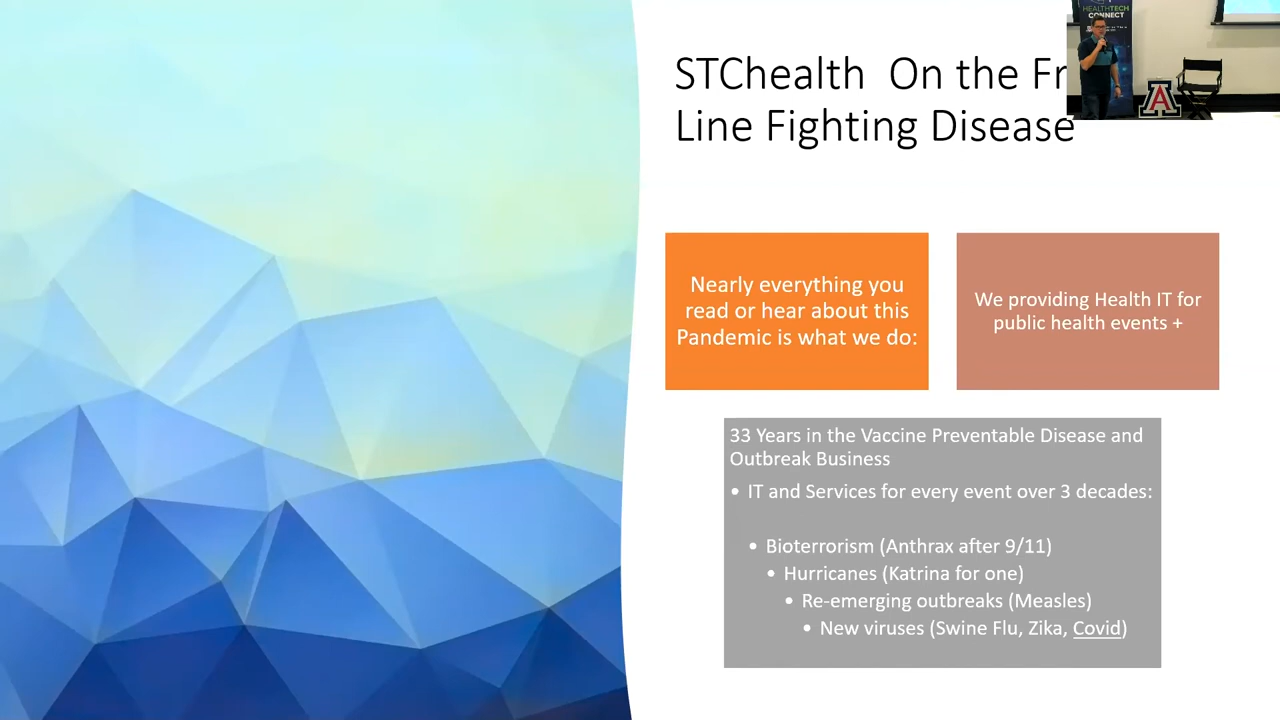 HEALTHTECH
CONNECT
STChealth On the Fr
Line Fighting Disease
A
Nearly everything you
read or hear about this
Pandemic is what we do:
We providing Health IT for
public health events +
33 Years in the Vaccine Preventable Disease and
Outbreak Business
• IT and Services for every event over 3 decades:
• Bioterrorism (Anthrax after 9/11)
• Hurricanes (Katrina for one)
• Re-emerging outbreaks (Measles)
• New viruses (Swine Flu, Zika, Covid)